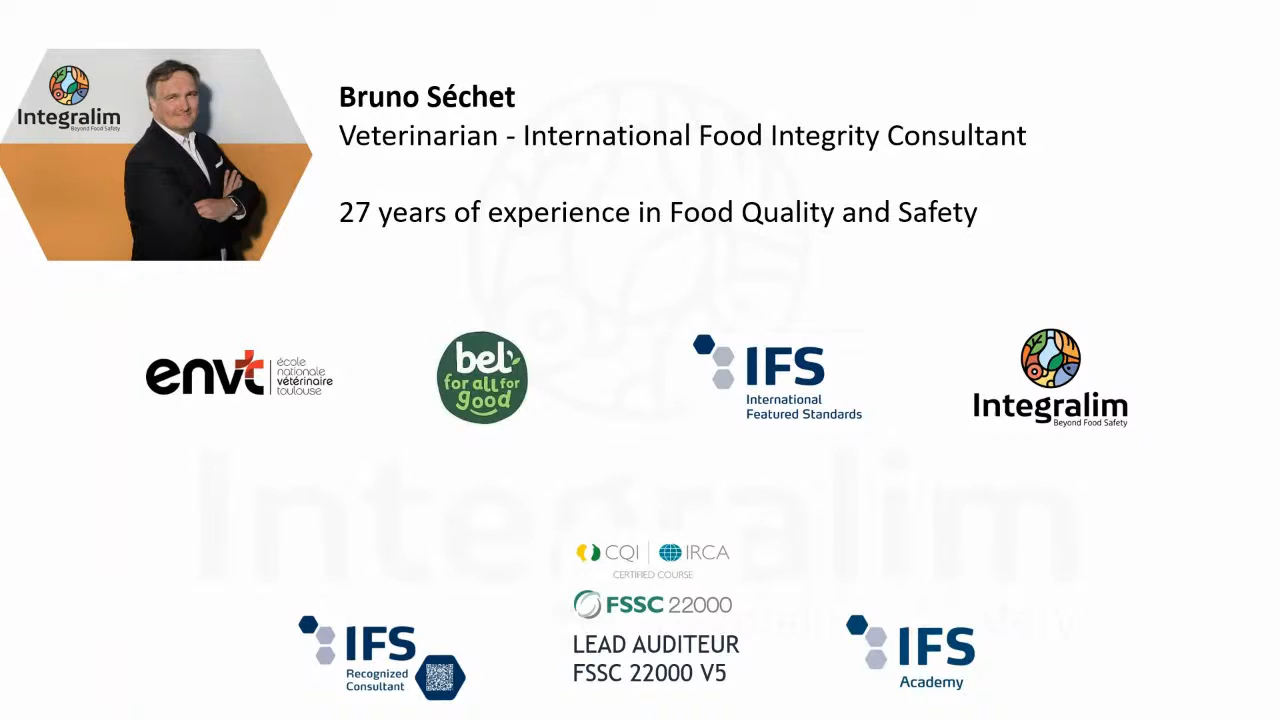 Integralim
Beyond Food Safety
Bruno Séchet
Veterinarian - International Food Integrity Consultant
27 years of experience in Food Quality and Safety
envt
école
nationale
vétérinaire
toulouse
bel
for all for
good
IFS
International
Featured Standards
Integralim
Beyond Food Safety
Integralim
CQI IRCA
CERTIFIED COURSE
FSSC 22000
LEAD AUDITEUR
FSSC 22000 V5
IFS
Recognized
Consultant
IFS
Academy